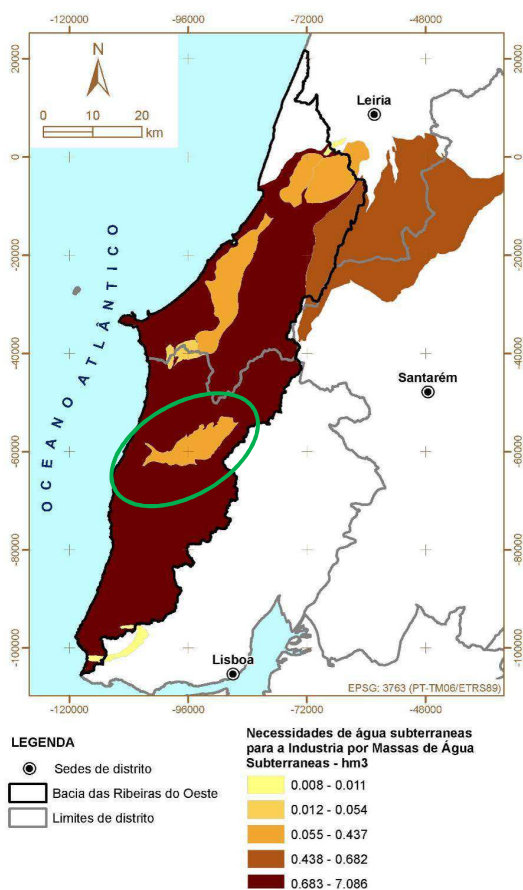 -120000 -96000 -72000 -48000
N
0 10 20
km
20000
0
-20000
-40000
-60000
-80000
-100000
Leiria
OCEANO ATLÂNTICO
Santarém
Lisboa
20000
0
-20000
-40000
-60000
-80000
-100000
EPSG: 3763 (PT-TM06/ETRS89)
-120000 -96000 -72000 -48000
LEGENDA
Sedes de distrito
Bacia das Ribeiras do Oeste
Limites de distrito
Necessidades de água subterraneas
para a Industria por Massas de Água
Subterraneas - hm3
0.008 - 0.011
0.012 - 0.054
0.055 - 0.437
0.438 - 0.682
0.683 - 7.086